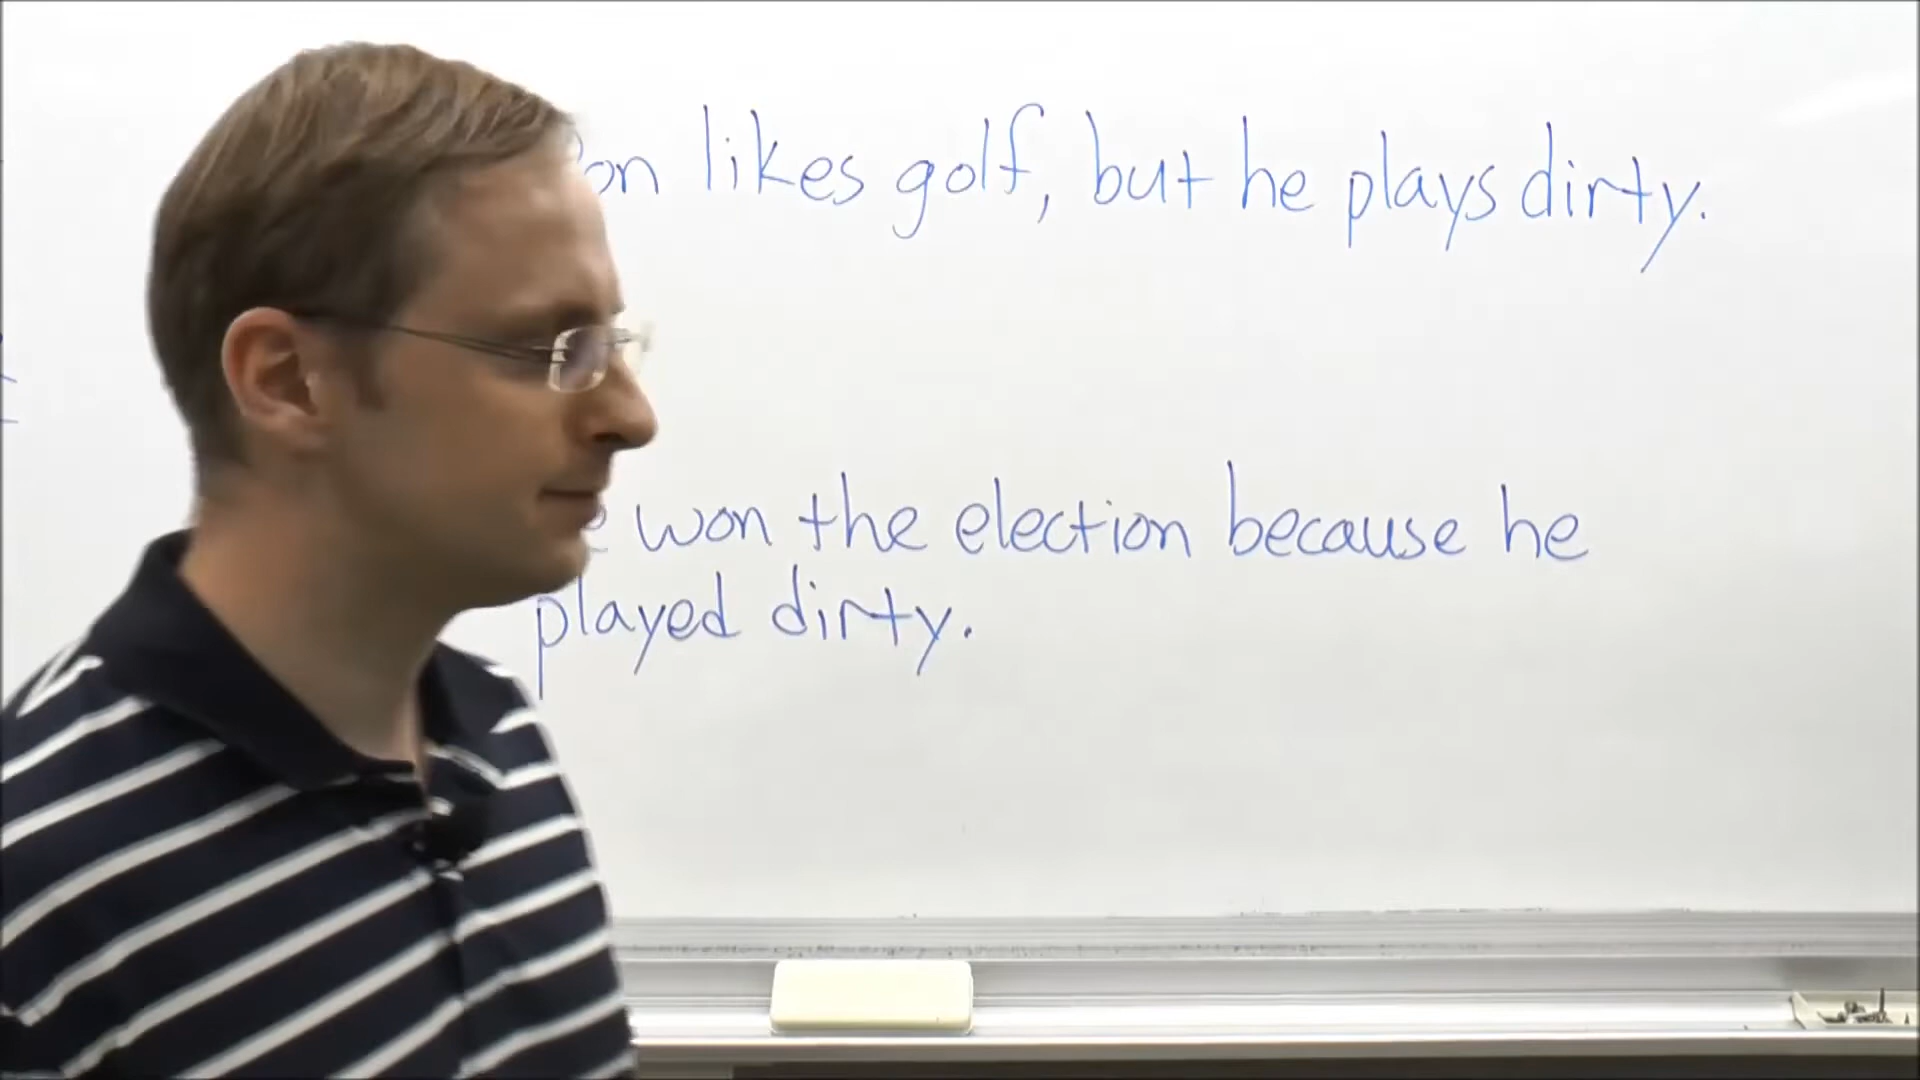 on likes golf, but he plays dirty.
won the election because he
played dirty.